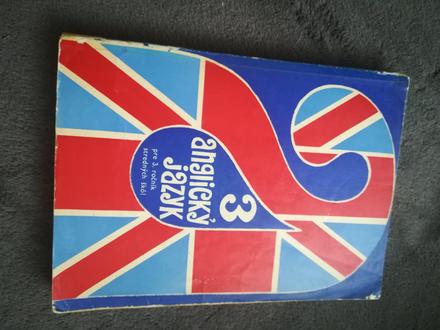 3
anglický
jazyk
pre 3. ročník
stredných škôl